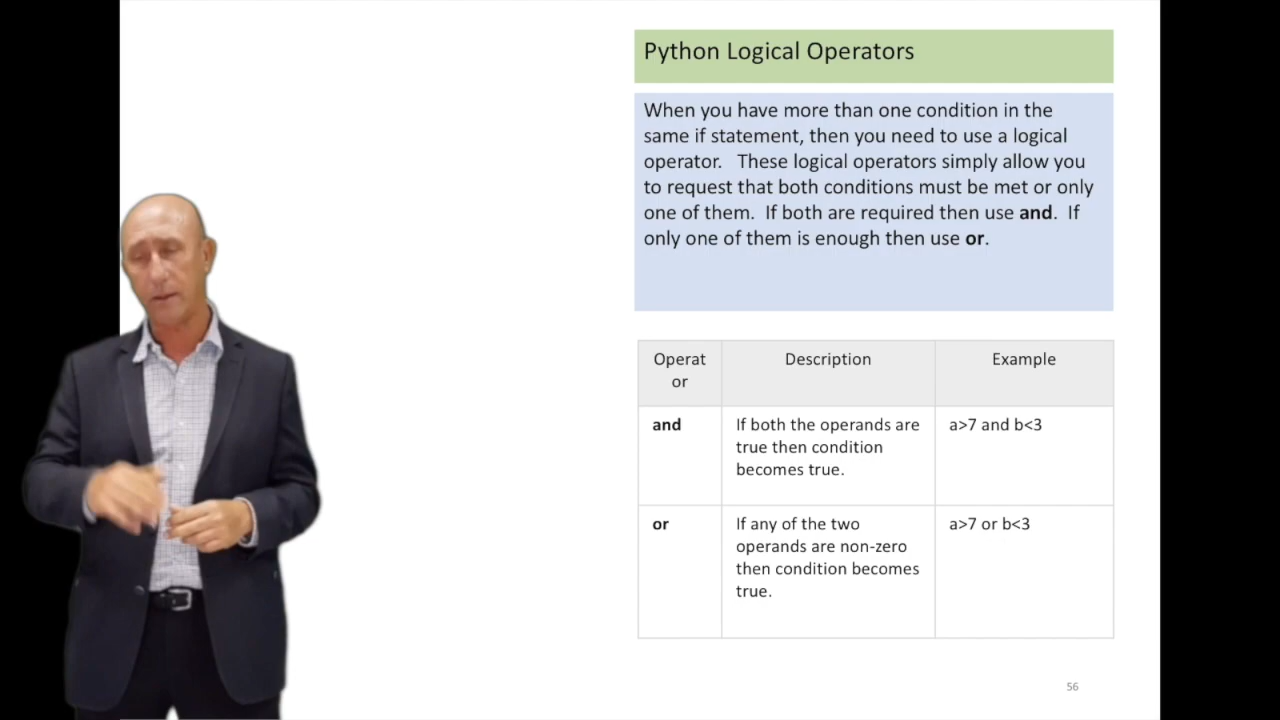 Python Logical Operators
When you have more than one condition in the
same if statement, then you need to use a logical
operator.   These logical operators simply allow you
to request that both conditions must be met or only
one of them.  If both are required then use and.  If
only one of them is enough then use or.
Operat
or
Description
Example
and
If both the operands are
true then condition
becomes true.
a>7 and b<3
or
If any of the two
operands are non-zero
then condition becomes
true.
a>7 or b<3
56